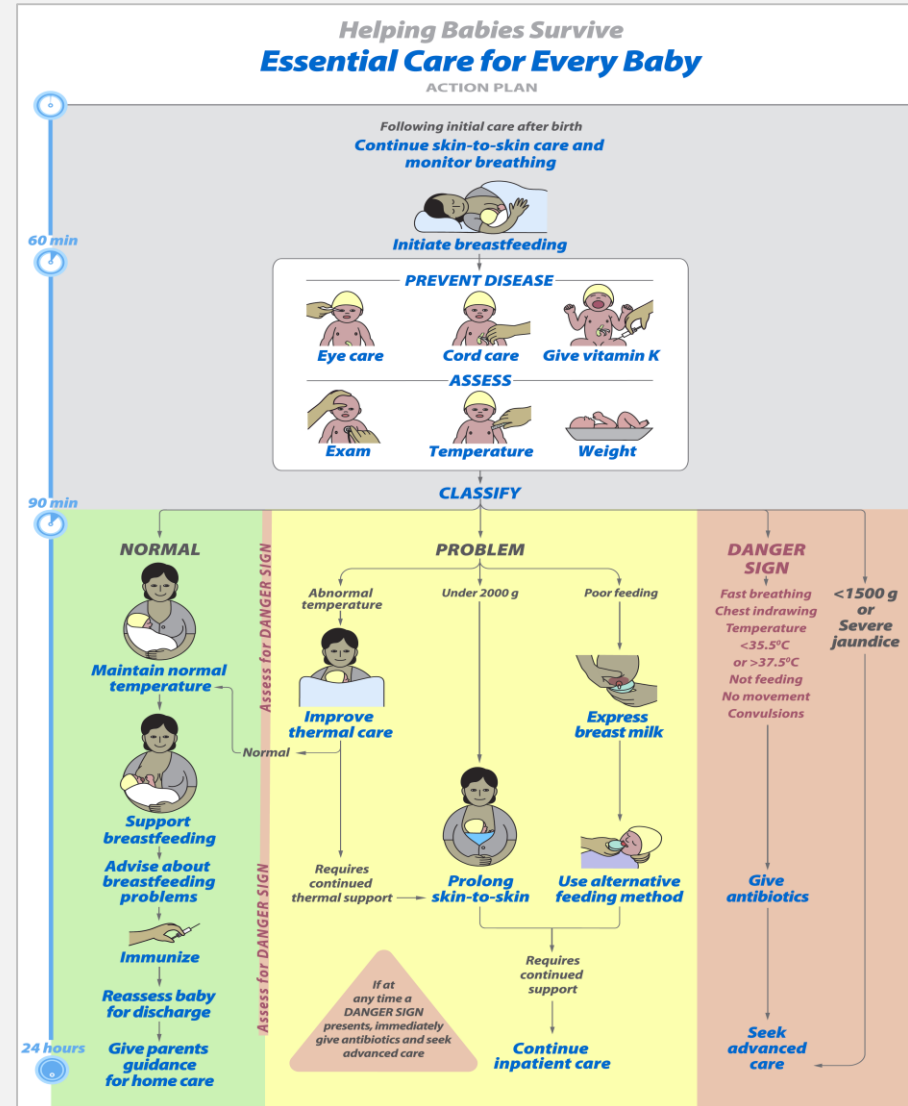 Helping Babies Survive
Essential Care for Every Baby
ACTION PLAN
Following initial care after birth
Continue skin-to-skin care and
monitor breathing
Initiate breastfeeding
60 min
PREVENT DISEASE
Eye care
Cord care
Give vitamin K
ASSESS
Exam
Temperature
Weight
CLASSIFY
90 min
NORMAL
Maintain normal
temperature
Support
breastfeeding
Advise about
breastfeeding
problems
Immunize
Reassess baby
for discharge
24 hours
Give parents
guidance
for home care
Assess for DANGER SIGN
Assess for DANGER SIGN
PROBLEM
Abnormal
temperature
Improve
thermal care
Normal
Requires
continued
thermal support
Under 2000 g
Prolong
skin-to-skin
Poor feeding
Express
breast milk
Use alternative
feeding method
Requires
continued
support
Continue
inpatient care
If at
any time a
DANGER SIGN
presents, immediately
give antibiotics and seek
advanced care
DANGER
SIGN
Fast breathing
Chest indrawing
Temperature
<35.5⁰C
or >37.5⁰C
Not feeding
No movement
Convulsions
Give
antibiotics
Seek
advanced
care
<1500 g
or
Severe
jaundice